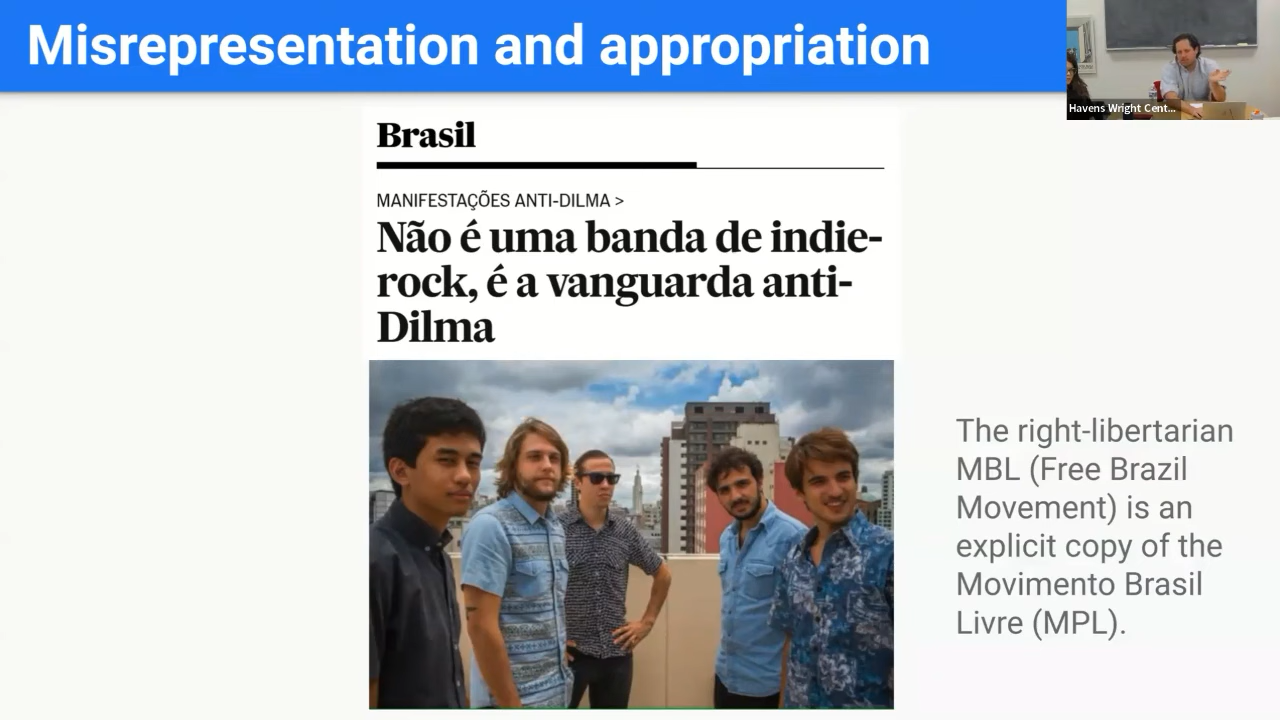 Misrepresentation and appropriation
Havens Wright Cent...
Brasil
MANIFESTAÇÕES ANTI-DILMA >
Não é uma banda de indie-
rock, é a vanguarda anti-
Dilma
The right-libertarian
MBL (Free Brazil
Movement) is an
explicit copy of the
Movimento Brasil
Livre (MPL).